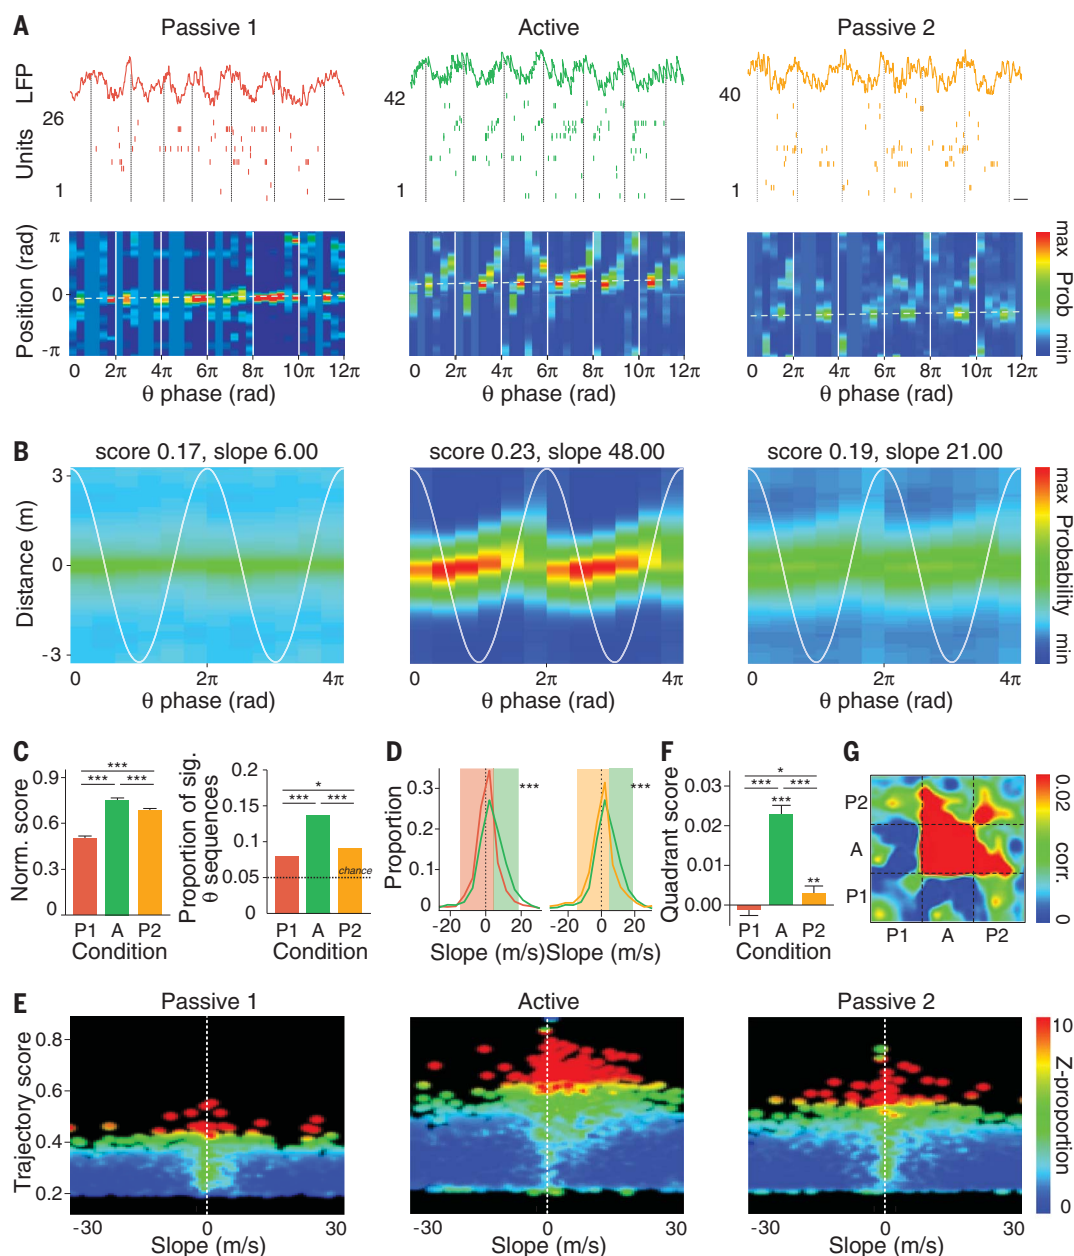 A
Passive 1
Active
Passive 2
LFP
Units
26
1
42
1
40
1
Position (rad)
π
0
-π
0 2π 4π 6π 8π 10π 12π
θ phase (rad)
0 2π 4π 6π 8π 10π 12π
θ phase (rad)
0 2π 4π 6π 8π 10π 12π
θ phase (rad)
max
Prob
min
B
score 0.17, slope 6.00
score 0.23, slope 48.00
score 0.19, slope 21.00
Distance (m)
3
0
-3
0 2π 4π
θ phase (rad)
0 2π 4π
θ phase (rad)
0 2π 4π
θ phase (rad)
max
Probability
min
C
Norm. score
0.9
0.6
0.3
0
***
*** ***
P1 A P2
Condition
Proportion of sig.
θ sequences
0.2
0.15
0.1
0.05
0
*
*** ***
chance
P1 A P2
Condition
D
Proportion
0.3
0.2
0.1
0
***
-20 0 20
Slope (m/s)
***
-20 0 20
Slope (m/s)
F
Quadrant score
0.03
0.02
0.010
0.00
*
*** ***
***
**
P1 A P2
Condition
G
P2
A
P1
P1 A P2
0.02
corr.
0
E
Passive 1
Active
Passive 2
Trajectory score
0.8
0.6
0.4
0.2
-30 0 30
Slope (m/s)
-30 0 30
Slope (m/s)
-30 0 30
Slope (m/s)
10
Z-proportion
0